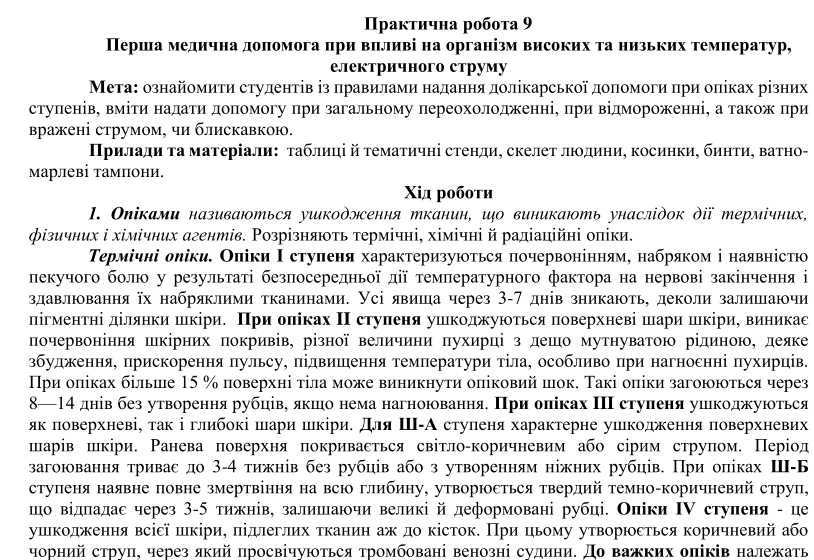 Практична робота 9
Перша медична допомога при впливі на організм високих та низьких температур,
електричного струму
Мета: ознайомити студентів із правилами надання долікарської допомоги при опіках різних
ступенів, вміти надати допомогу при загальному переохолодженні, при відмороженні, а також при
вражені струмом, чи блискавкою.
Прилади та матеріали: таблиці й тематичні стенди, скелет людини, косинки, бинти, ватно-
марлеві тампони.
Хід роботи
1. Опіками називаються ушкодження тканин, що виникають унаслідок дії термічних,
фізичних і хімічних агентів. Розрізняють термічні, хімічні й радіаційні опіки.
Термічні опіки. Опіки І ступеня характеризуються почервонінням, набряком і наявністю
пекучого болю у результаті безпосередньої дії температурного фактора на нервові закінчення і
здавлювання їх набряклими тканинами. Усі явища через 3-7 днів зникають, деколи залишаючи
пігментні ділянки шкіри. При опіках ІІ ступеня ушкоджуються поверхневі шари шкіри, виникає
почервоніння шкірних покривів, різної величини пухирці з дещо мутнуватою рідиною, деяке
збудження, прискорення пульсу, підвищення температури тіла, особливо при нагноєнні пухирців.
При опіках більше 15 % поверхні тіла може виникнути опіковий шок. Такі опіки загоюються через
8—14 днів без утворення рубців, якщо нема нагноювання. При опіках ІІІ ступеня ушкоджуються
як поверхневі, так і глибокі шари шкіри. Для Ш-А ступеня характерне ушкодження поверхневих
шарів шкіри. Ранева поверхня покривається світло-коричневим або сірим струпом. Період
загоювання триває до 3-4 тижнів без рубців або з утворенням ніжних рубців. При опіках Ш-Б
ступеня наявне повне змертвіння на всю глибину, утворюється твердий темно-коричневий струп,
що відпадає через 3-5 тижнів, залишаючи великі й деформовані рубці. Опіки IV ступеня - це
ушкодження всієї шкіри, підлеглих тканин аж до кісток. При цьому утворюється коричневий або
чорний струп, через який просвічуються тромбовані венозні судини. До важких опіків належать